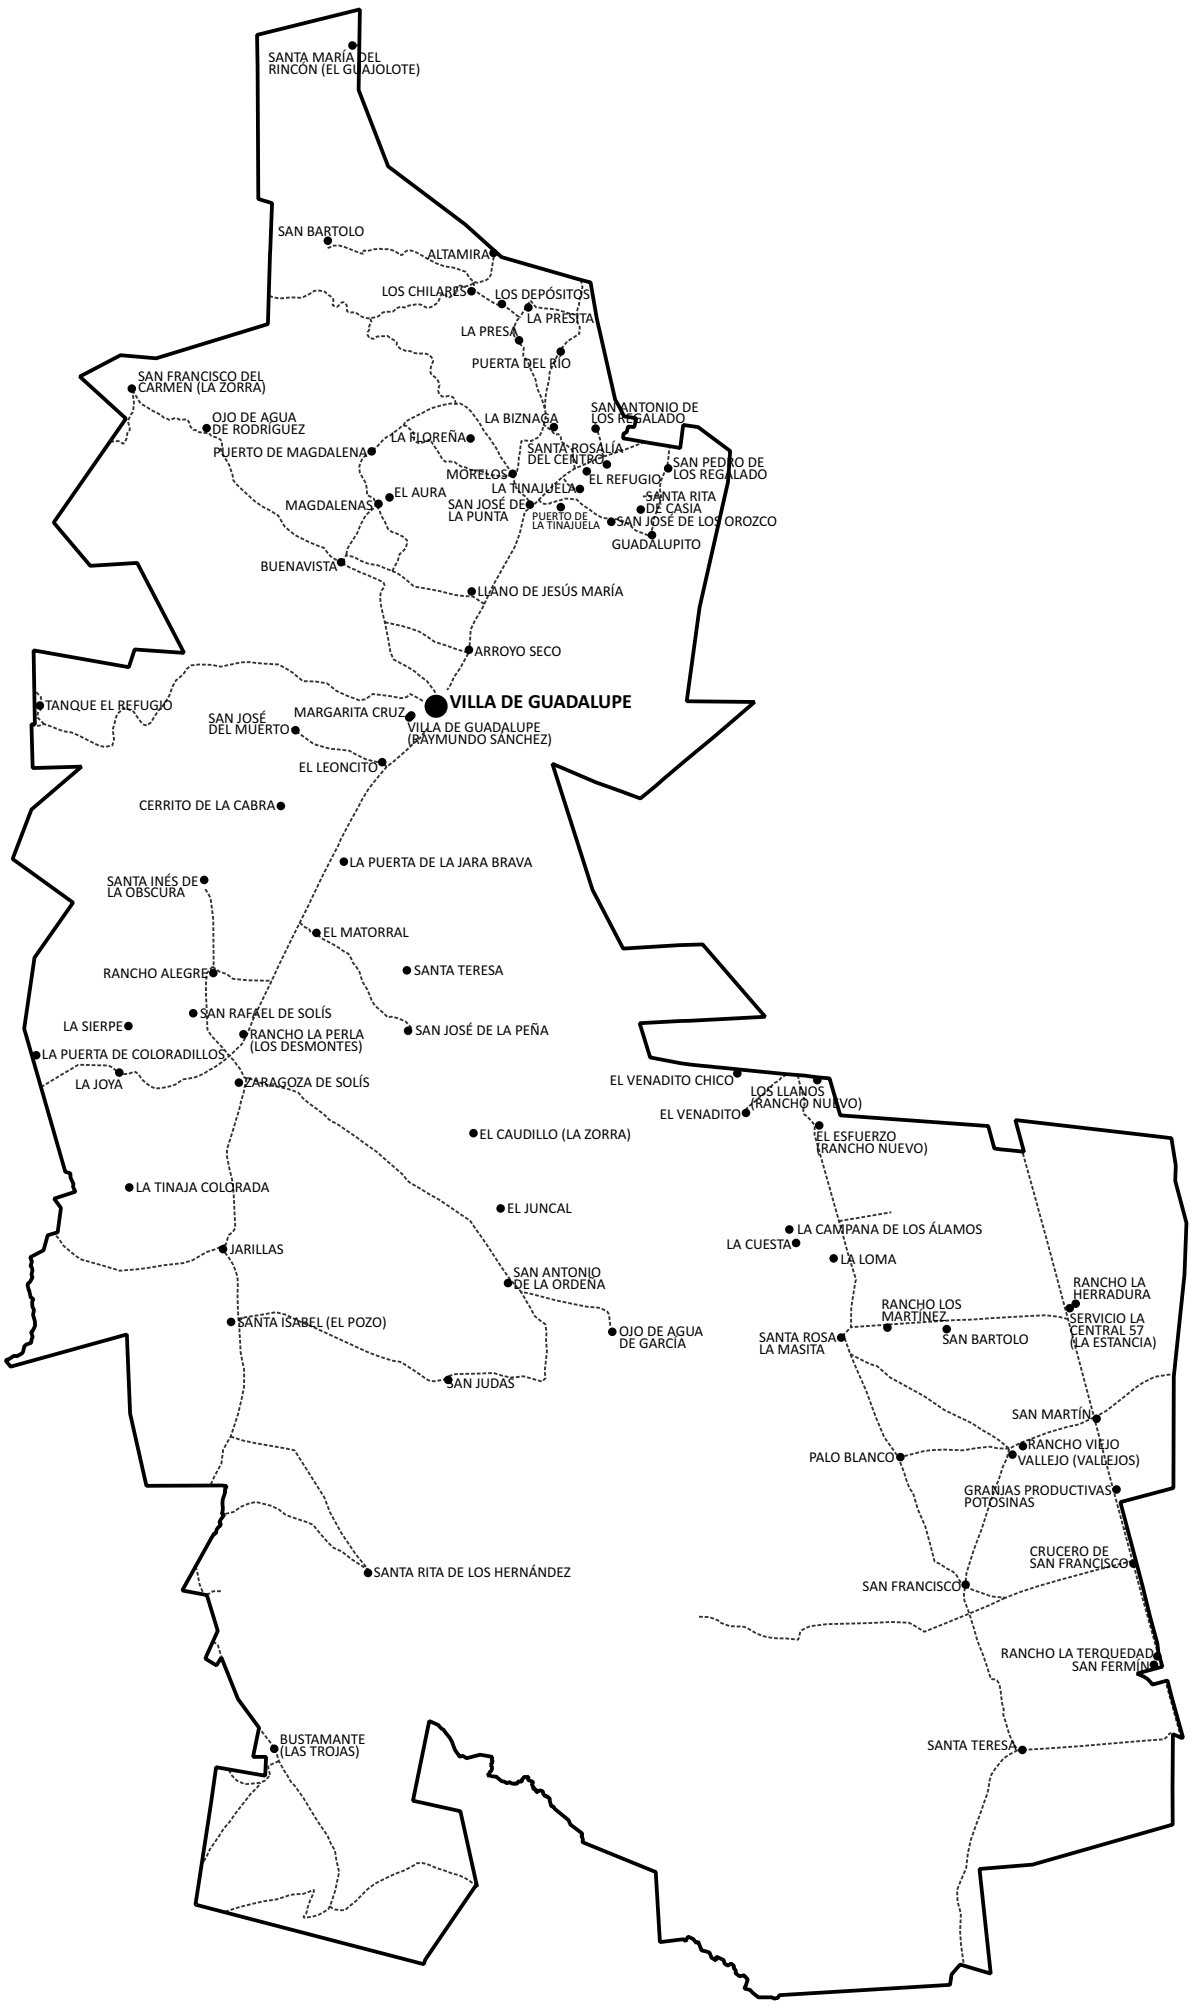 SANTA MARÍA DEL
RINCÓN (EL GUAJOLOTE)
SAN BARTOLO
ALTAMIRA
LOS CHILARES
LOS DEPÓSITOS
LA PRESITA
LA PRESA
PUERTA DEL RÍO
SAN FRANCISCO DEL
CARMEN (LA ZORRA)
OJO DE AGUA
DE RODRÍGUEZ
SAN ANTONIO DE
LOS REGALADO
LA BIZNAGA
LA FLOREÑA
PUERTO DE MAGDALENA
SANTA ROSALÍA
DEL CENTRO
SAN PEDRO DE
LOS REGALADO
MORELOS
EL REFUGIO
LA TINAJUELA
EL AURA
MAGDALENAS
SAN JOSÉ DE
LA PUNTA
SANTA RITA
DE CASIA
PUERTO DE
LA TINAJUELA
SAN JOSÉ DE LOS OROZCO
GUADALUPITO
BUENAVISTA
LLANO DE JESÚS MARÍA
ARROYO SECO
VILLA DE GUADALUPE
TANQUE EL REFUGIO
MARGARITA CRUZ
SAN JOSÉ
DEL MUERTO
VILLA DE GUADALUPE
(RAYMUNDO SÁNCHEZ)
EL LEONCITO
CERRITO DE LA CABRA
LA PUERTA DE LA JARA BRAVA
SANTA INÉS DE
LA OBSCURA
EL MATORRAL
RANCHO ALEGRE
SANTA TERESA
SAN RAFAEL DE SOLÍS
LA SIERPE
RANCHO LA PERLA
(LOS DESMONTES)
SAN JOSÉ DE LA PEÑA
LA PUERTA DE COLORADILLOS
LA JOYA
ZARAGOZA DE SOLÍS
EL VENADITO CHICO
LOS LLANOS
(RANCHO NUEVO)
EL VENADITO
EL CAUDILLO (LA ZORRA)
EL ESFUERZO
(RANCHO NUEVO)
LA TINAJA COLORADA
EL JUNCAL
LA CAMPANA DE LOS ÁLAMOS
LA CUESTA
JARILLAS
LA LOMA
SAN ANTONIO
DE LA ORDEÑA
RANCHO LA
HERRADURA
RANCHO LOS
MARTÍNEZ
SERVICIO LA
CENTRAL 57
(LA ESTANCIA)
SANTA ISABEL (EL POZO)
OJO DE AGUA
DE GARCÍA
SANTA ROSA
LA MASITA
SAN BARTOLO
SAN JUDAS
SAN MARTÍN
RANCHO VIEJO
PALO BLANCO
VALLEJO (VALLEJOS)
GRANJAS PRODUCTIVAS
POTOSINAS
CRUCERO DE
SAN FRANCISCO
SANTA RITA DE LOS HERNÁNDEZ
SAN FRANCISCO
RANCHO LA TERQUEDAD
SAN FERMÍN
BUSTAMANTE
(LAS TROJAS)
SANTA TERESA